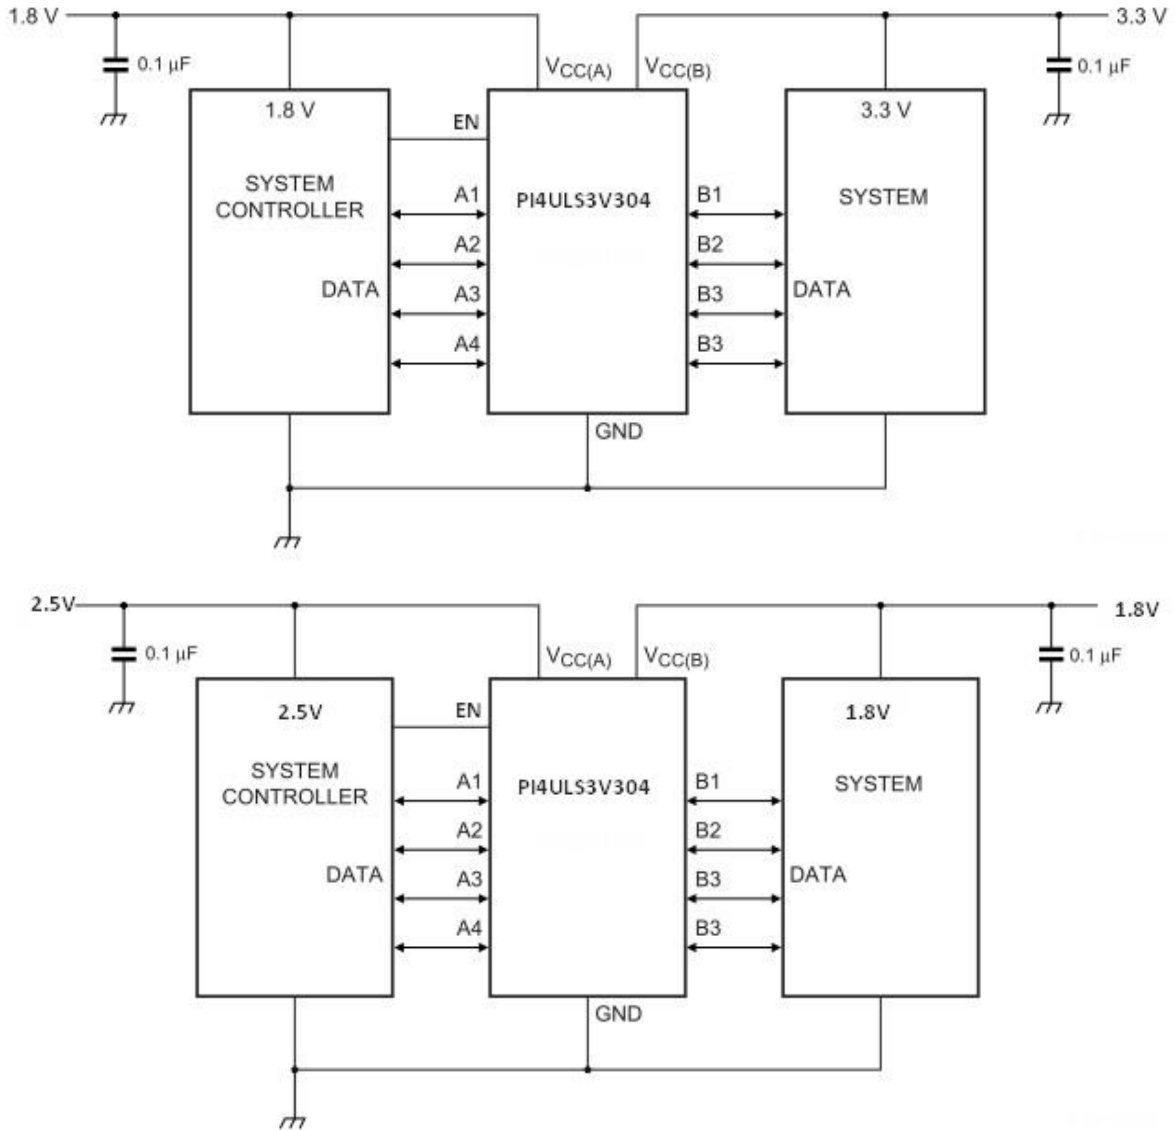 1.8 V
3.3 V
0.1 µF
VCC(A)
VCC(B)
0.1 µF
1.8 V
EN
3.3 V
SYSTEM
CONTROLLER
A1
PI4ULS3V304
B1
SYSTEM
A2
B2
DATA
A3
B3
DATA
A4
B3
GND
2.5V
1.8V
0.1 µF
VCC(A)
VCC(B)
0.1 µF
2.5V
EN
1.8V
SYSTEM
CONTROLLER
A1
PI4ULS3V304
B1
SYSTEM
A2
B2
DATA
A3
B3
DATA
A4
B3
GND